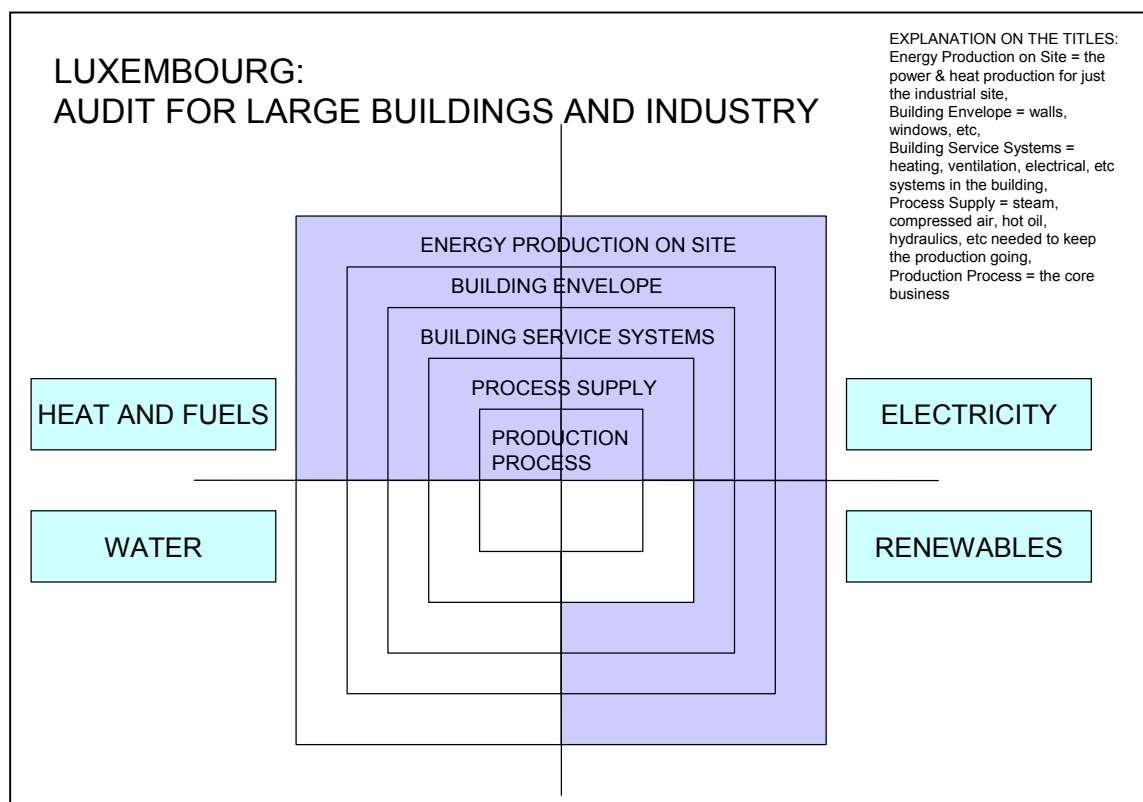 LUXEMBOURG:
AUDIT FOR LARGE BUILDINGS AND INDUSTRY
EXPLANATION ON THE TITLES:
Energy Production on Site = the
power & heat production for just
the industrial site,
Building Envelope = walls,
windows, etc,
Building Service Systems =
heating, ventilation, electrical, etc
systems in the building,
Process Supply = steam,
compressed air, hot oil,
hydraulics, etc needed to keep
the production going,
Production Process = the core
business
ENERGY PRODUCTION ON SITE
BUILDING ENVELOPE
BUILDING SERVICE SYSTEMS
PROCESS SUPPLY
PRODUCTION
PROCESS
HEAT AND FUELS
ELECTRICITY
WATER
RENEWABLES